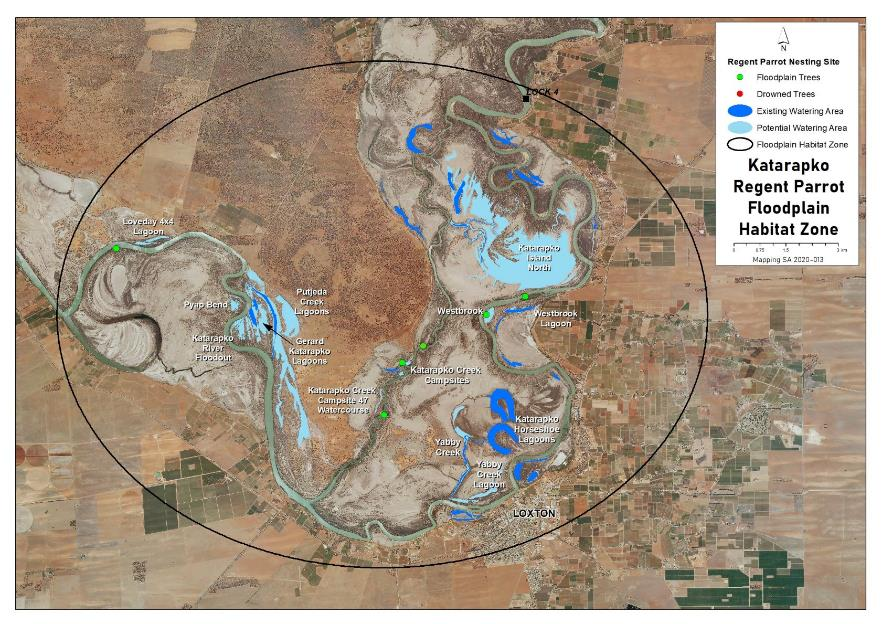 LOCK 4
N
Regent Parrot Nesting Site
Floodplain Trees
Drowned Trees
Existing Watering Area
Potential Watering Area
Floodplain Habitat Zone
Katarapko
Regent Parrot
Floodplain
Habitat Zone
0 0.75 1.5 3 km
Mapping SA 2020-013
Loveday 4x4
Lagoon
Katarapko
Island
North
Pyap Bend
Putjeda
Creek
Lagoons
Westbrook
Westbrook
Lagoon
Katarapko
River
Floodout
Gerard
Katarapko
Lagoons
Katarapko Creek
Campsites
Katarapko Creek
Campsite 47
Watercourse
Katarapko
Horseshoe
Lagoons
Yabby
Creek
Yabby
Creek
Lagoon
LOXTON